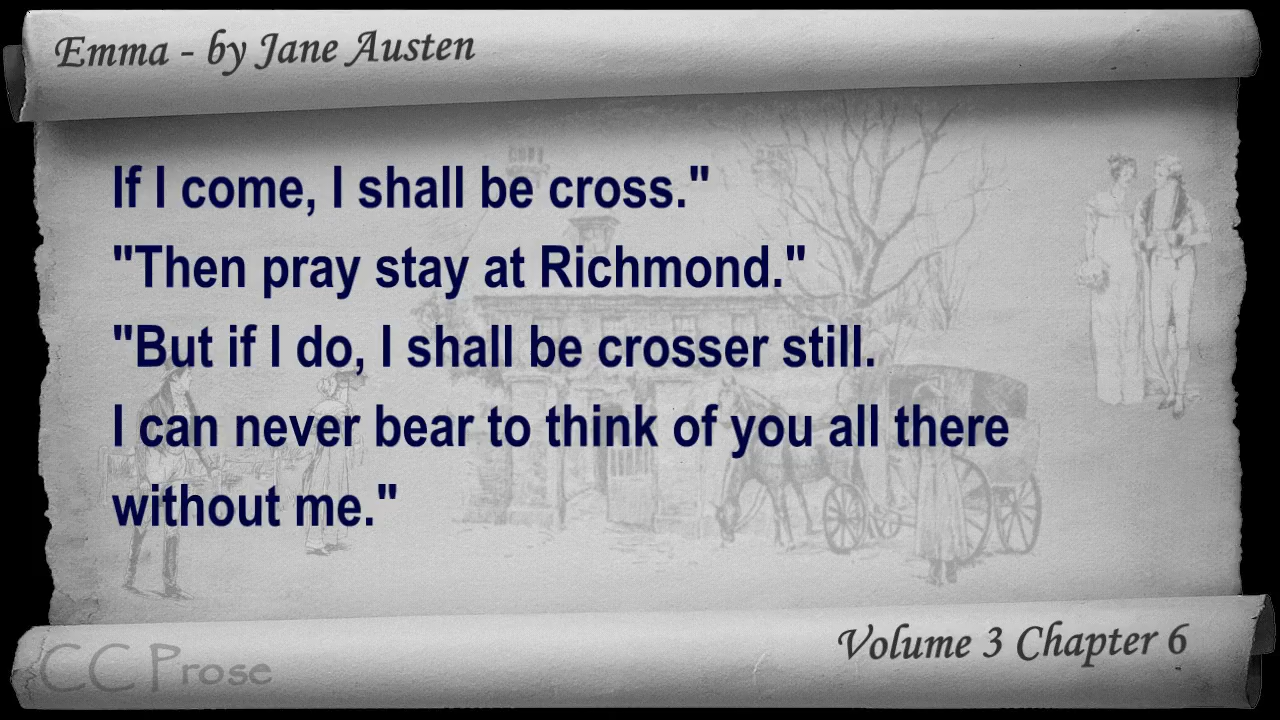 Emma - by Jane Austen
If I come, I shall be cross."
"Then pray stay at Richmond."
"But if I do, I shall be crosser still.
I can never bear to think of you all there
without me."
Volume 3 Chapter 6
CC Prose